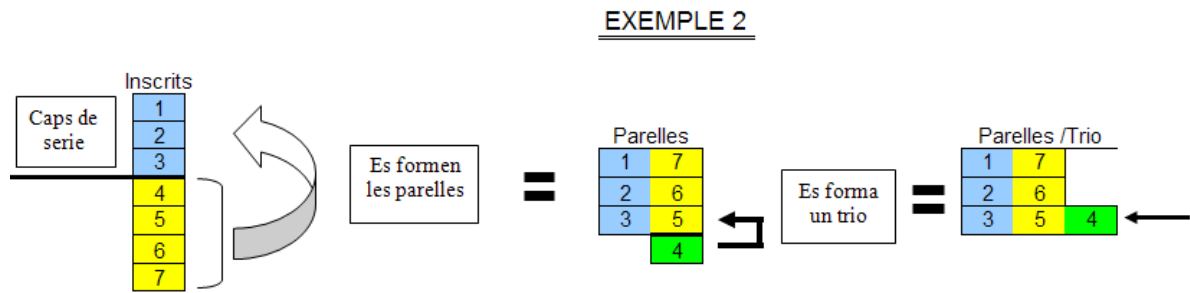 EXEMPLE 2
Inscrits
Caps de
serie
1
2
3
4
5
6
7
Es formen
les parelles
=
Parelles
1 7
2 6
3 5
4
Es forma
un trio
=
Parelles /Trio
1 7
2 6
3 5 4